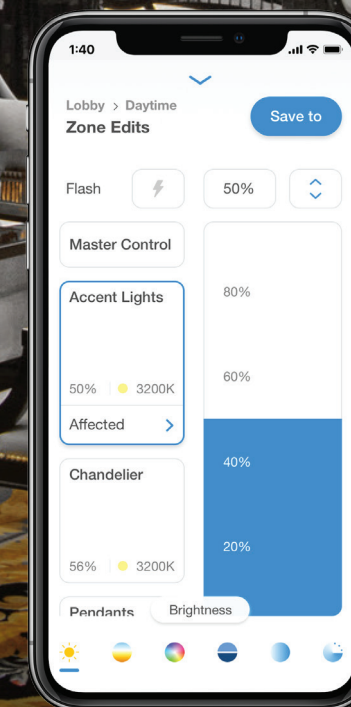 1:40
Lobby > Daytime
Zone Edits
Save to
Flash
50%
Master Control
Accent Lights
50%
3200K
Affected
Chandelier
56%
3200K
Pendants
80%
60%
40%
20%
Brightness